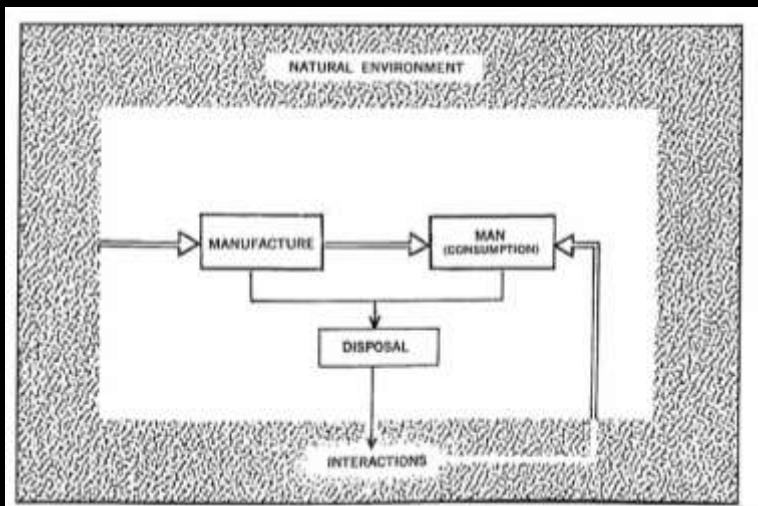 NATURAL ENVIRONMENT
MANUFACTURE
MAN
(CONSUMPTION)
DISPOSAL
INTERACTIONS